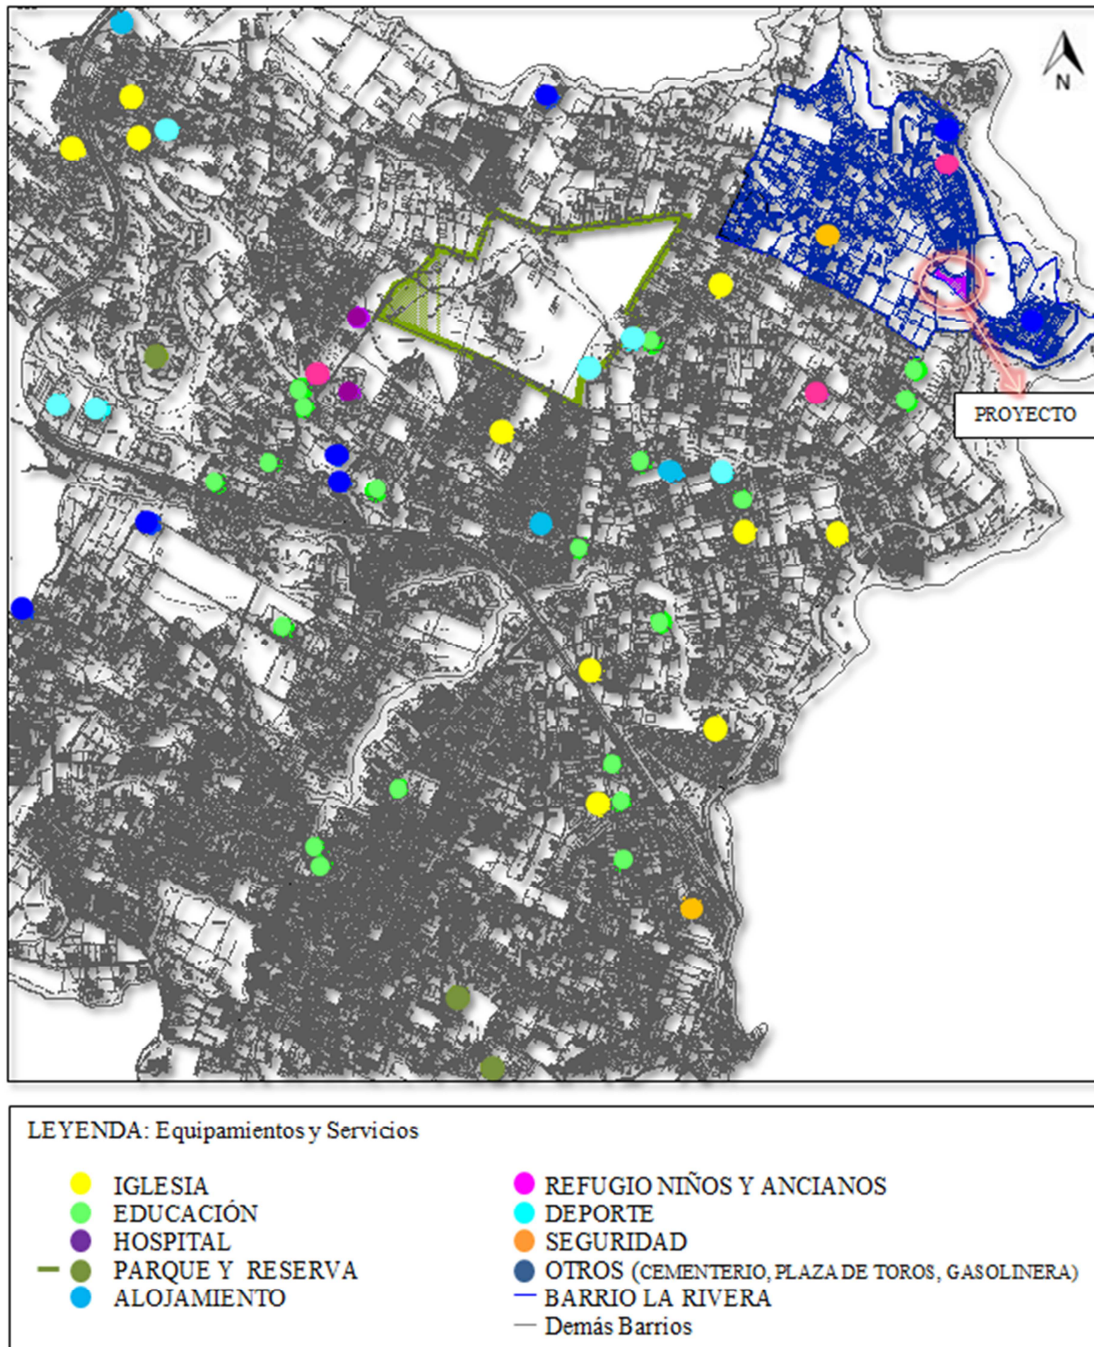 N
PROYECTO
LEYENDA: Equipamientos y Servicios
IGLESIA
EDUCACIÓN
HOSPITAL
PARQUE Y RESERVA
ALOJAMIENTO
REFUGIO NIÑOS Y ANCIANOS
DEPORTE
SEGURIDAD
OTROS (CEMENTERIO, PLAZA DE TOROS, GASOLINERA)
BARRIO LA RIVERA
Demás Barrios